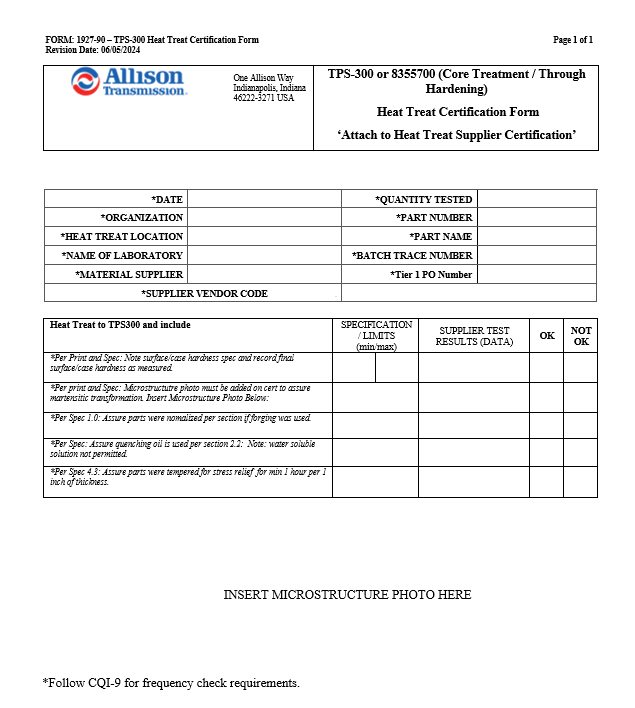 FORM: 1927-90 – TPS-300 Heat Treat Certification Form
Page 1 of 1
Revision Date: 06/05/2024
Allison
Transmission®
One Allison Way
Indianapolis, Indiana
46222-3271 USA
TPS-300 or 8355700 (Core Treatment / Through
Hardening)
Heat Treat Certification Form
‘Attach to Heat Treat Supplier Certification’
*DATE
*QUANTITY TESTED
*ORGANIZATION
*PART NUMBER
*HEAT TREAT LOCATION
*PART NAME
*NAME OF LABORATORY
*BATCH TRACE NUMBER
*MATERIAL SUPPLIER
*Tier 1 PO Number
*SUPPLIER VENDOR CODE
Heat Treat to TPS300 and include
SPECIFICATION
/ LIMITS
(min/max)
SUPPLIER TEST
RESULTS (DATA)
OK
NOT
OK
*Per Print and Spec: Note surface/case hardness spec and record final
surface/case hardness as measured.
*Per print and Spec: Microstructutre photo must be added on cert to assure
martensitic transformation. Insert Microstructure Photo Below:
*Per Spec 1.0: Assure parts were nomalized per section if forging was used.
*Per Spec: Assure quenching oil is used per section 2.2: Note: water soluble
solution not permitted.
*Per Spec 4.3: Assure parts were tempered for stress relief for min 1 hour per 1
inch of thickness.
INSERT MICROSTRUCTURE PHOTO HERE
*Follow CQI-9 for frequency check requirements.